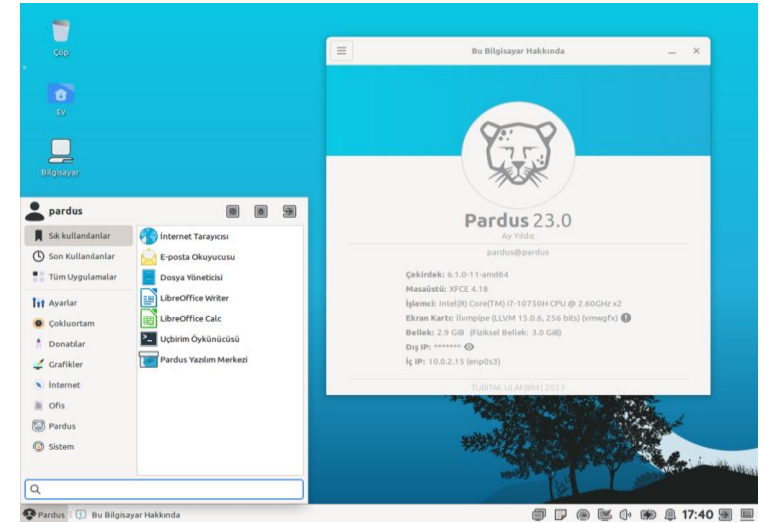 Çöp
Ev
Bilgisayar
Bu Bilgisayar Hakkında
Pardus 23.0
Ay Yıldız
pardus@pardus
Çekirdek: 6.1.0-11-amd64
Masaüstü: XFCE 4.18
İşlemci: Intel(R) Core(TM) i7-10750H CPU @ 2.60GHz x2
Ekran Kartı: llvmpipe (LLVM 15.0.6, 256 bits) (vmwgfx)
Bellek: 2.9 GiB (Fiziksel Bellek: 3.0 GiB)
Dış IP: *******
İç IP: 10.0.2.15 (enp0s3)
TÜBİTAK ULAKBİM | 2023
pardus
Sık kullanılanlar
Son Kullanılanlar
Tüm Uygulamalar
Ayarlar
Çokluortam
Donatılar
Grafikler
İnternet
Ofis
Pardus
Sistem
İnternet Tarayıcısı
E-posta Okuyucusu
Dosya Yöneticisi
LibreOffice Writer
LibreOffice Calc
Uçbirim Öykünücüsü
Pardus Yazılım Merkezi
Pardus
Bu Bilgisayar Hakkında
17:40